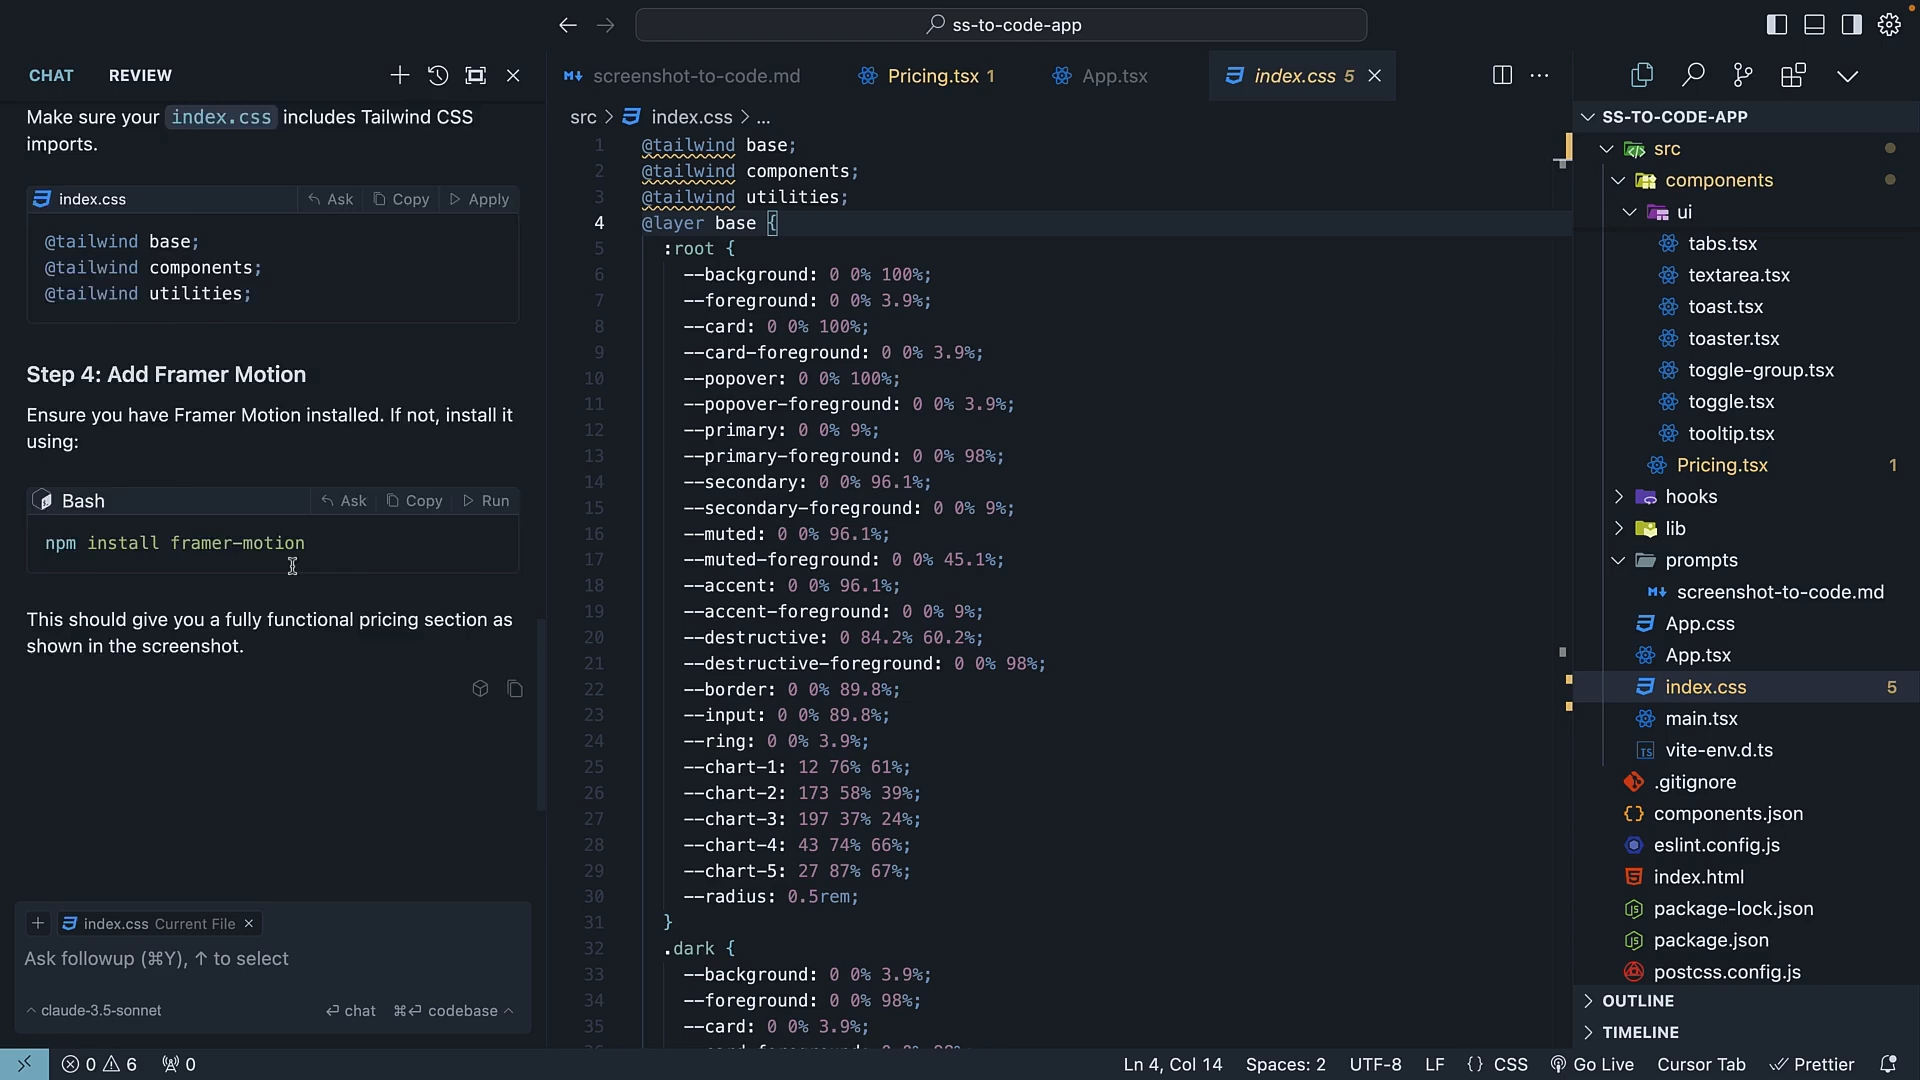 ss-to-code-app
CHAT
REVIEW
Make sure your index.css includes Tailwind CSS
imports.
index.css
Ask
Copy
Apply
@tailwind base;
@tailwind components;
@tailwind utilities;
Step 4: Add Framer Motion
Ensure you have Framer Motion installed. If not, install it
using:
Bash
Ask
Copy
Run
npm install framer-motion
This should give you a fully functional pricing section as
shown in the screenshot.
index.css Current File
Ask followup (⌘Y), ↑ to select
claude-3.5-sonnet
chat
codebase
screenshot-to-code.md
Pricing.tsx 1
App.tsx
index.css 5
src > index.css > ...
1 @tailwind base;
2 @tailwind components;
3 @tailwind utilities;
4 @layer base {
5 :root {
6 --background: 0 0% 100%;
7 --foreground: 0 0% 3.9%;
8 --card: 0 0% 100%;
9 --card-foreground: 0 0% 3.9%;
10 --popover: 0 0% 100%;
11 --popover-foreground: 0 0% 3.9%;
12 --primary: 0 0% 9%;
13 --primary-foreground: 0 0% 98%;
14 --secondary: 0 0% 96.1%;
15 --secondary-foreground: 0 0% 9%;
16 --muted: 0 0% 96.1%;
17 --muted-foreground: 0 0% 45.1%;
18 --accent: 0 0% 96.1%;
19 --accent-foreground: 0 0% 9%;
20 --destructive: 0 84.2% 60.2%;
21 --destructive-foreground: 0 0% 98%;
22 --border: 0 0% 89.8%;
23 --input: 0 0% 89.8%;
24 --ring: 0 0% 3.9%;
25 --chart-1: 12 76% 61%;
26 --chart-2: 173 58% 39%;
27 --chart-3: 197 37% 24%;
28 --chart-4: 43 74% 66%;
29 --chart-5: 27 87% 67%;
30 --radius: 0.5rem;
31 }
32 .dark {
33 --background: 0 0% 3.9%;
34 --foreground: 0 0% 98%;
35 --card: 0 0% 3.9%;
SS-TO-CODE-APP
src
components
ui
tabs.tsx
textarea.tsx
toast.tsx
toaster.tsx
toggle-group.tsx
toggle.tsx
tooltip.tsx
Pricing.tsx 1
hooks
lib
prompts
screenshot-to-code.md
App.css
App.tsx
index.css 5
main.tsx
vite-env.d.ts
.gitignore
components.json
eslint.config.js
index.html
package-lock.json
package.json
postcss.config.js
OUTLINE
TIMELINE
0 6 0
Ln 4, Col 14
Spaces: 2
UTF-8
LF
{} CSS
Go Live
Cursor Tab
Prettier